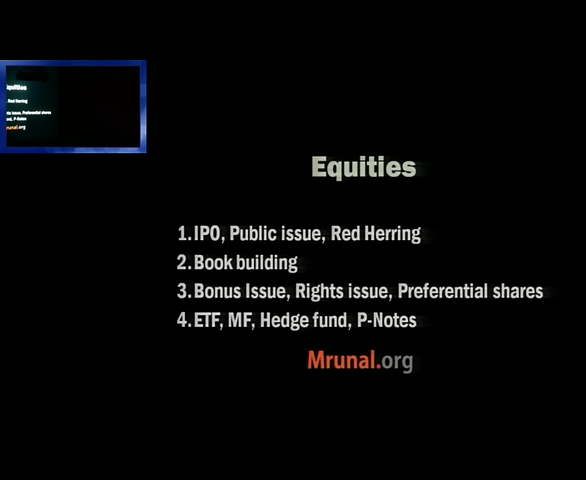 Equities
1. IPO, Public issue, Red Herring
2. Book building
3. Bonus Issue, Rights issue, Preferential shares
4. ETF, MF, Hedge fund, P-Notes
Mrunal.org